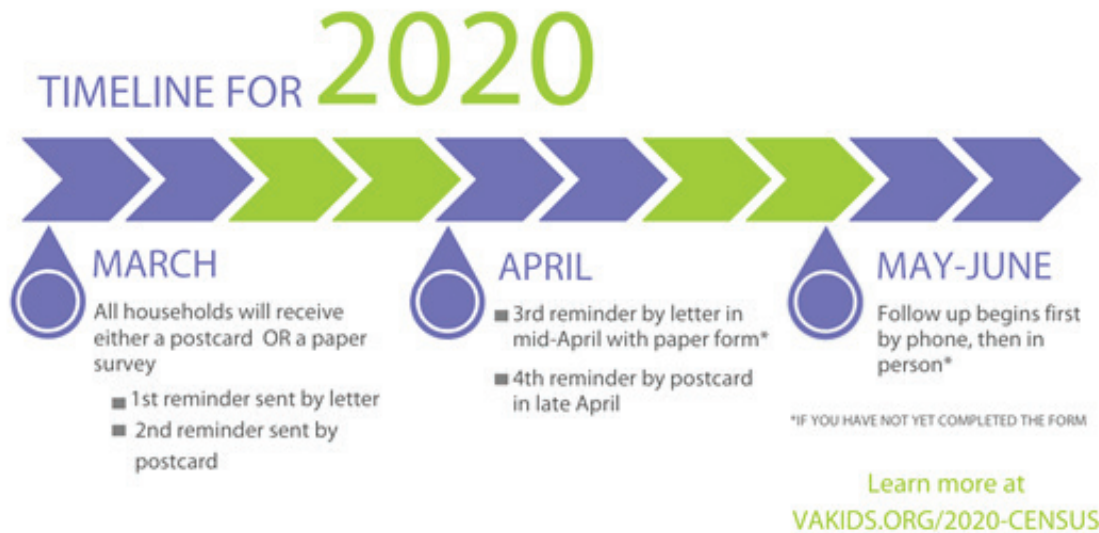 TIMELINE FOR 2020
MARCH
All households will receive
either a postcard OR a paper
survey
■ 1st reminder sent by letter
■ 2nd reminder sent by
postcard
APRIL
■ 3rd reminder by letter in
mid-April with paper form*
■ 4th reminder by postcard
in late April
MAY-JUNE
Follow up begins first
by phone, then in
person*
*IF YOU HAVE NOT YET COMPLETED THE FORM
Learn more at
VAKIDS.ORG/2020-CENSUS